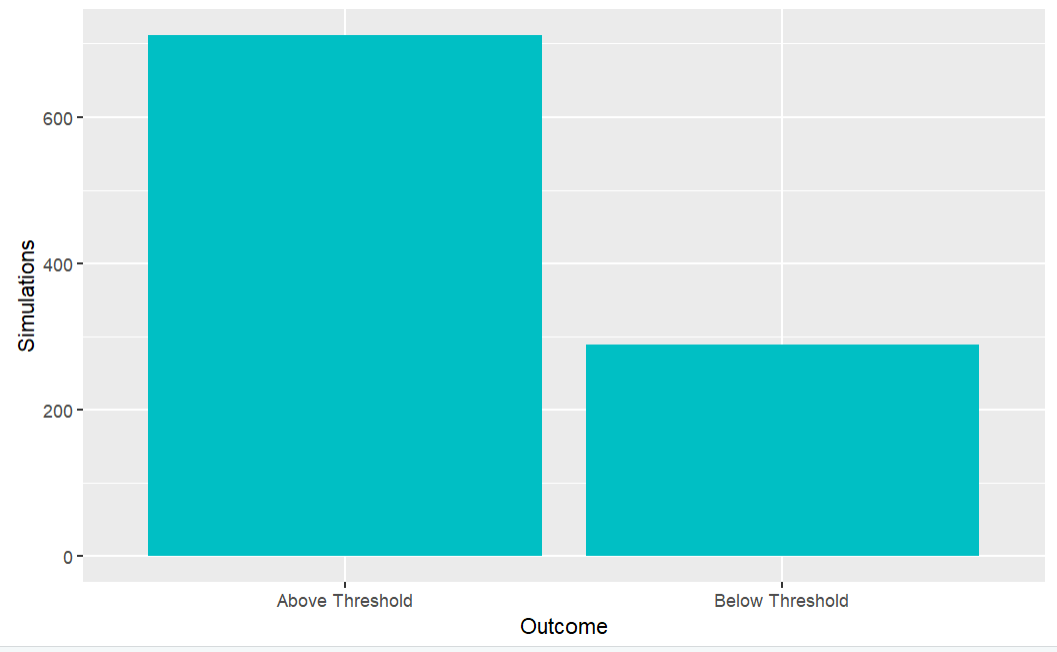 600
400
200
0
Simulations
Above Threshold
Below Threshold
Outcome